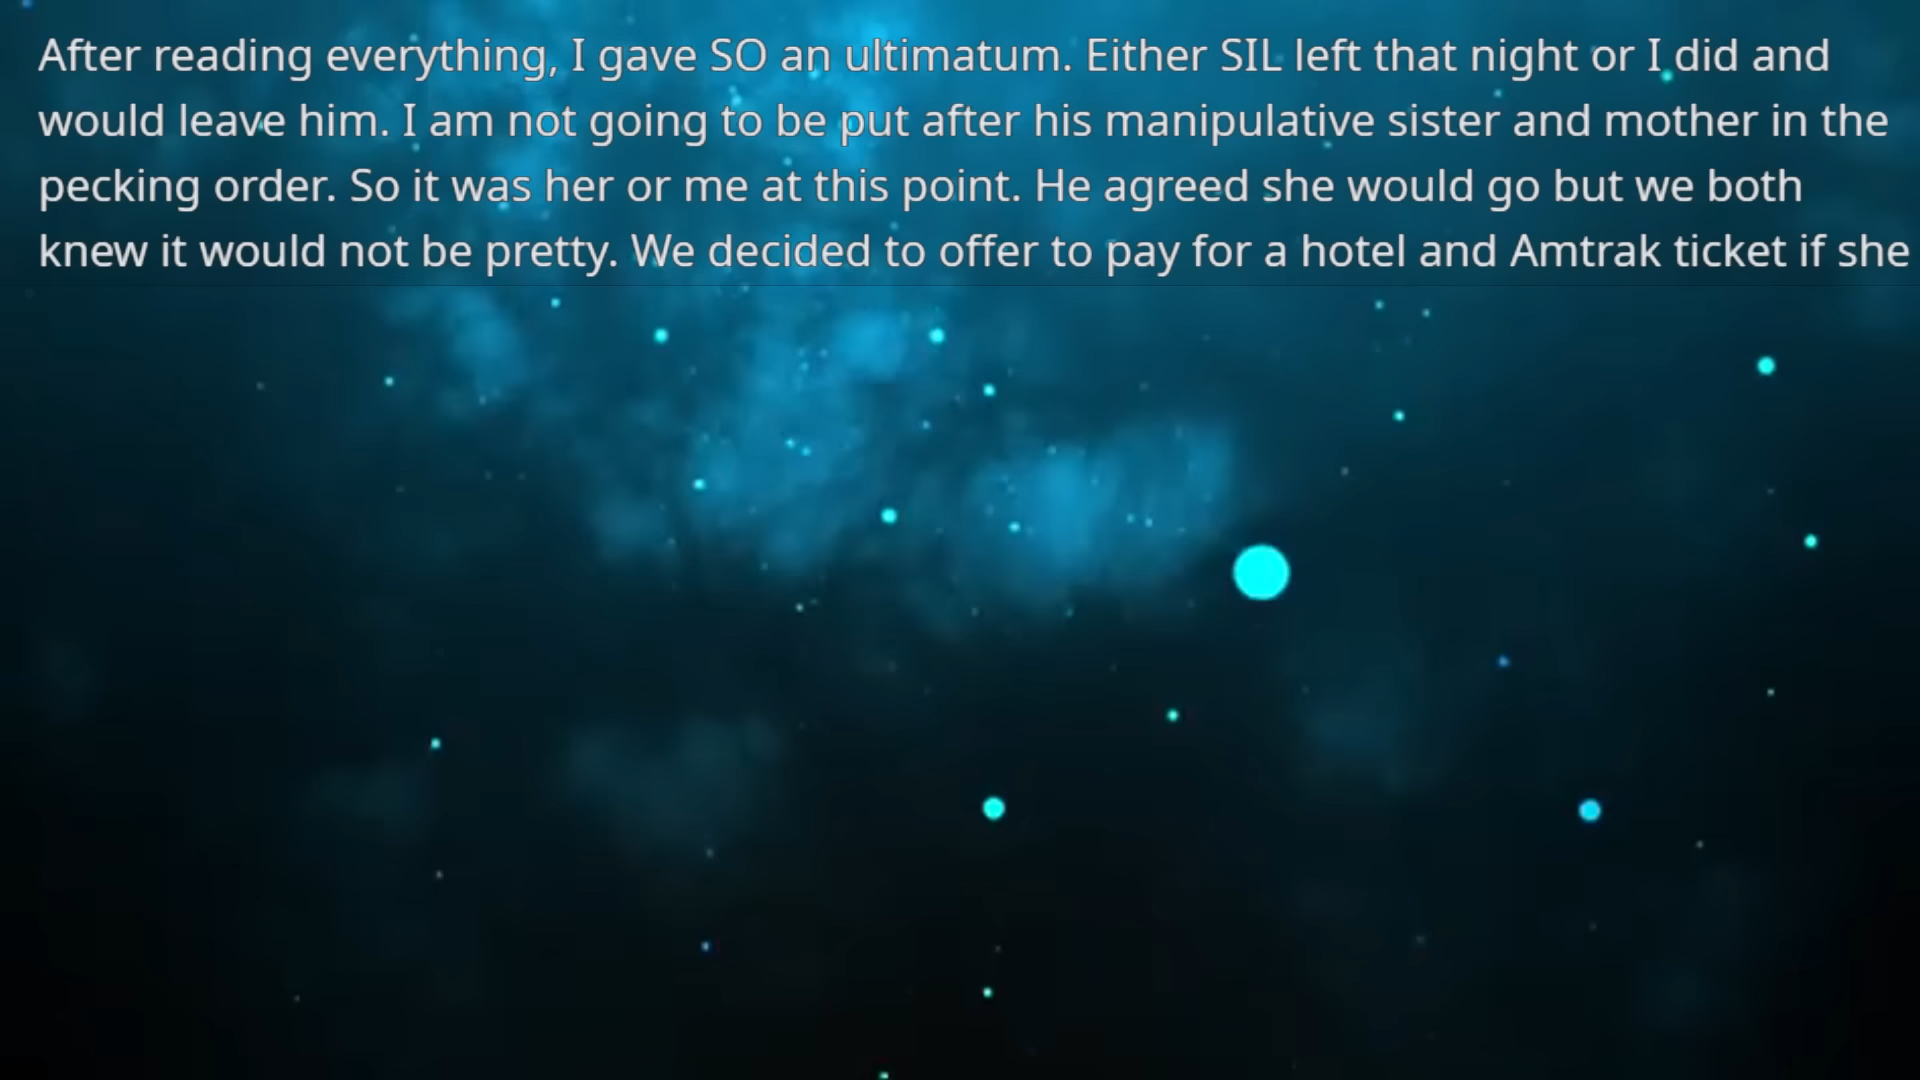 After reading everything, I gave SO an ultimatum. Either SIL left that night or I did and
would leave him. I am not going to be put after his manipulative sister and mother in the
pecking order. So it was her or me at this point. He agreed she would go but we both
knew it would not be pretty. We decided to offer to pay for a hotel and Amtrak ticket if she